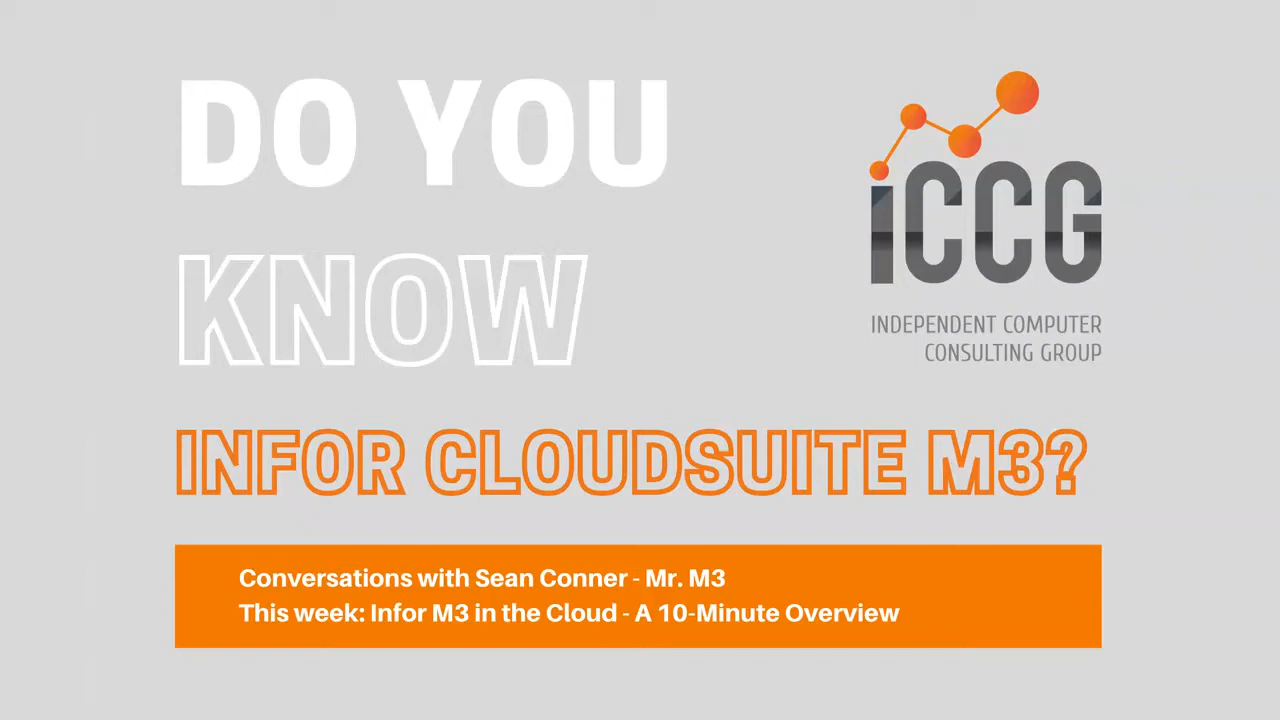 DO YOU
KNOW
INFOR CLOUDSUITE M3?
iCCG
INDEPENDENT COMPUTER
CONSULTING GROUP
Conversations with Sean Conner - Mr. M3
This week: Infor M3 in the Cloud - A 10-Minute Overview